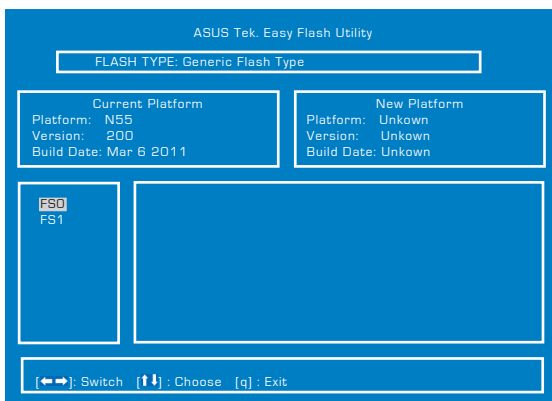 ASUS Tek. Easy Flash Utility
FLASH TYPE: Generic Flash Type
Current Platform
Platform: N55
Version: 200
Build Date: Mar 6 2011
New Platform
Platform: Unkown
Version: Unkown
Build Date: Unkown
FS0
FS1
[←→]: Switch [↑↓] : Choose [q] : Exit